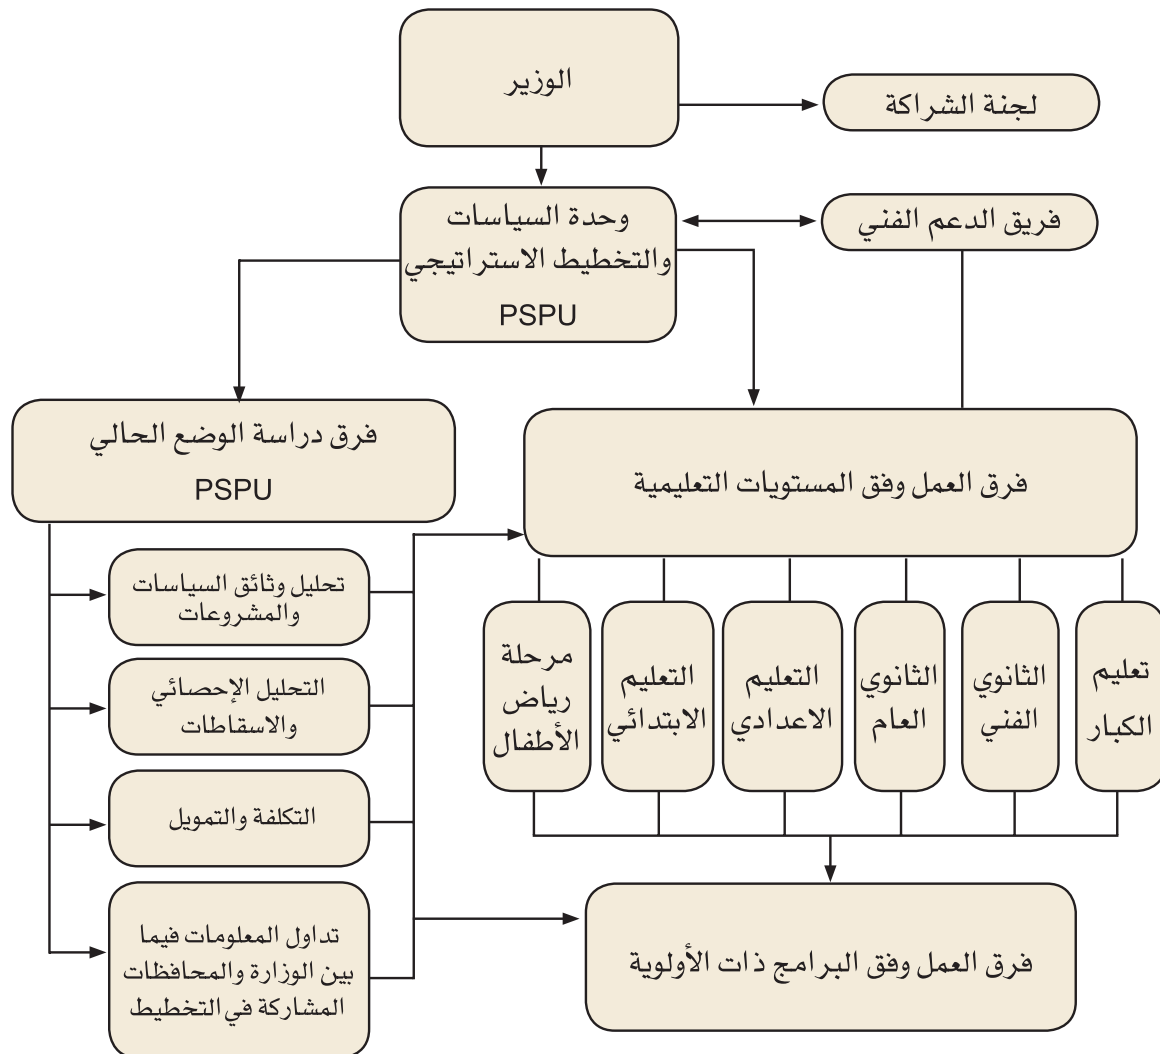 الوزير
لجنة الشراكة
وحدة السياسات
والتخطيط الاستراتيجي
PSPU
فريق الدعم الفني
فرق دراسة الوضع الحالي
PSPU
فرق العمل وفق المستويات التعليمية
تحليل وثائق السياسات
والمشروعات
التحليل الإحصائي
والاسقاطات
التكلفة والتمويل
تداول المعلومات فيما
بين الوزارة والمحافظات
المشاركة في التخطيط
تعليم
الكبار
الثانوي
الفني
الثانوي
العام
التعليم
الاعدادي
التعليم
الابتدائي
مرحلة
رياض
الأطفال
فرق العمل وفق البرامج ذات الأولوية